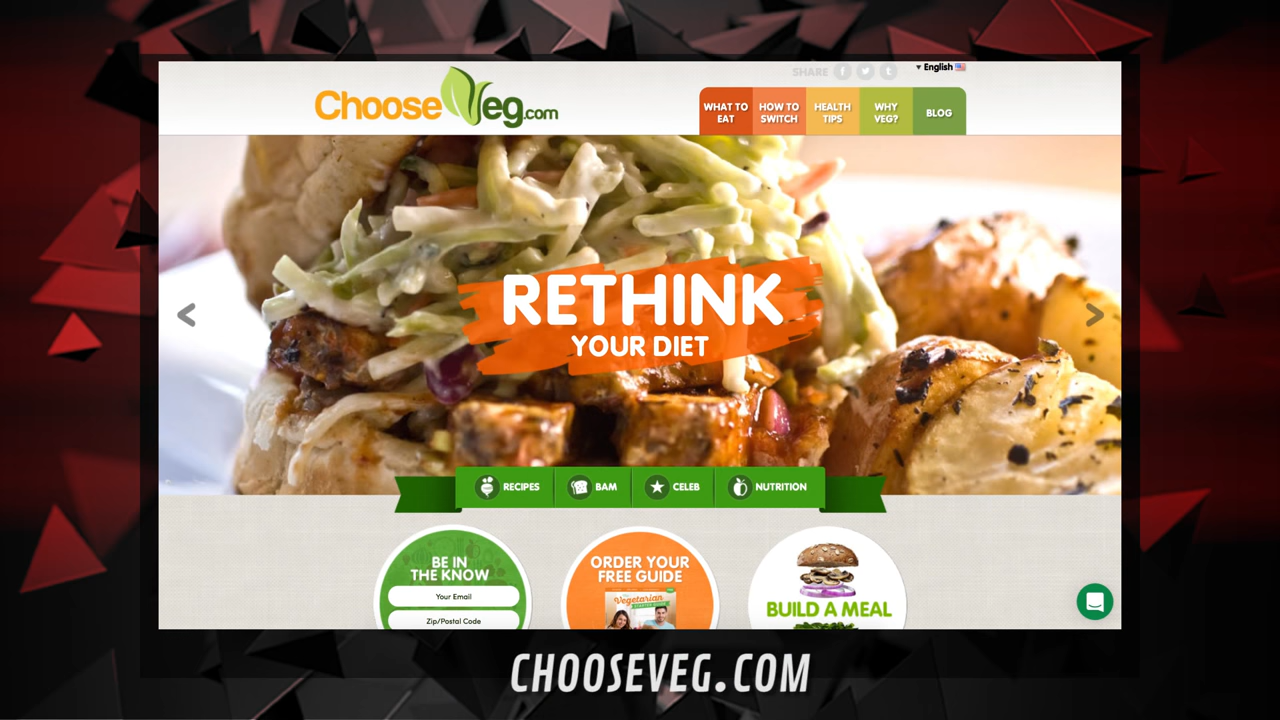 SHARE
English
ChooseVeg.com
WHAT TO EAT
HOW TO SWITCH
HEALTH TIPS
WHY VEG?
BLOG
RETHINK
YOUR DIET
RECIPES
BAM
CELEB
NUTRITION
BE IN
THE KNOW
Your Email
Zip/Postal Code
ORDER YOUR
FREE GUIDE
Vegetarian
BUILD A MEAL
CHOOSEVEG.COM